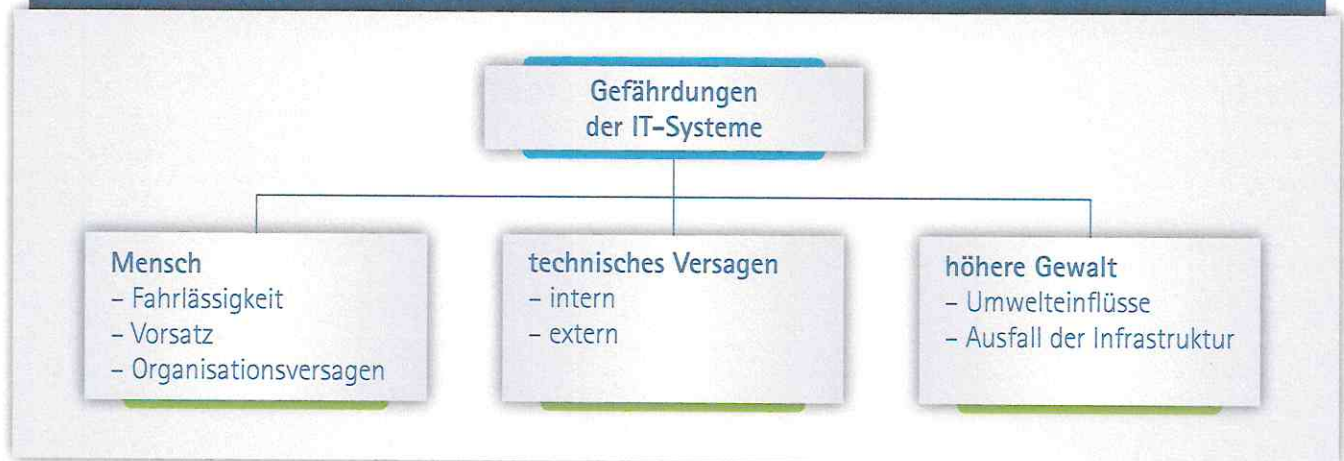 Gefährdungen
der IT-Systeme
Mensch
– Fahrlässigkeit
– Vorsatz
– Organisationsversagen
technisches Versagen
– intern
– extern
höhere Gewalt
– Umwelteinflüsse
– Ausfall der Infrastruktur